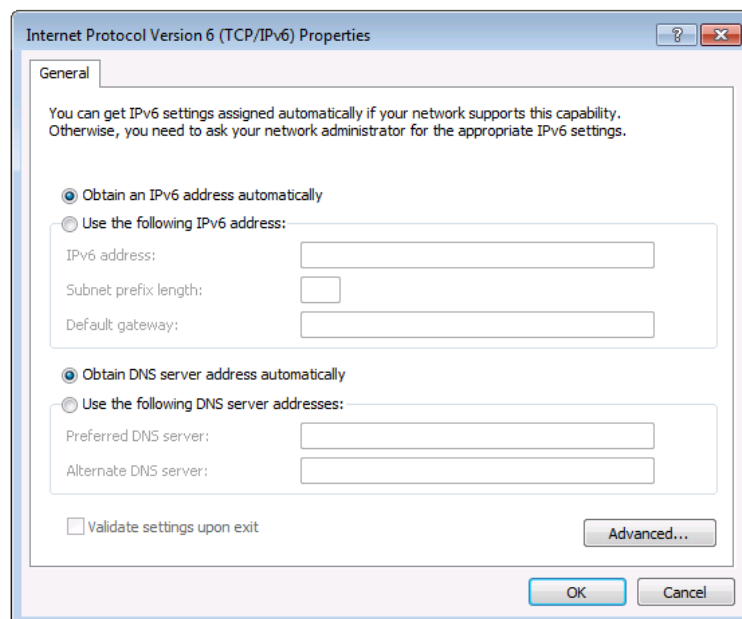 Internet Protocol Version 6 (TCP/IPv6) Properties
?
General
You can get IPv6 settings assigned automatically if your network supports this capability.
Otherwise, you need to ask your network administrator for the appropriate IPv6 settings.
Obtain an IPv6 address automatically
Use the following IPv6 address:
IPv6 address:
Subnet prefix length:
Default gateway:
Obtain DNS server address automatically
Use the following DNS server addresses:
Preferred DNS server:
Alternate DNS server:
Validate settings upon exit
Advanced...
OK Cancel